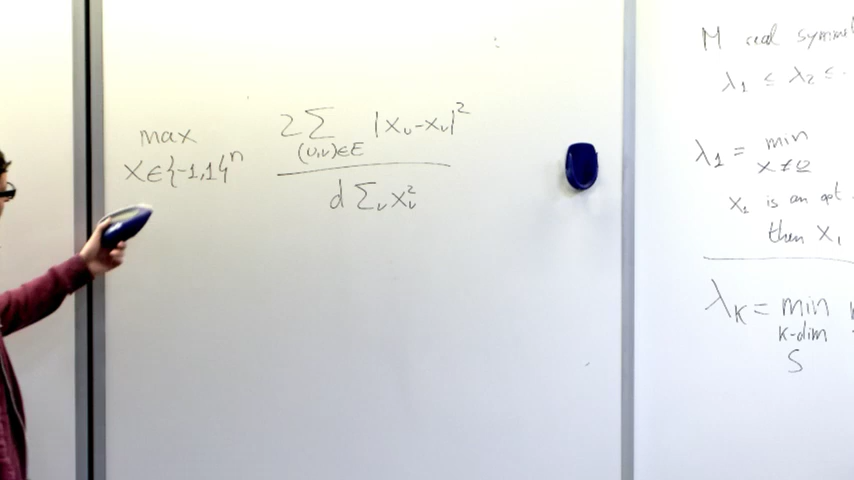 max
x∈{-1,1}ⁿ
2∑ |xᵤ-xᵥ|²
(u,v)∈E
d ∑ᵥ xᵥ²
M real symmet
λ₁ ≤ λ₂ ≤ .
λ₁ = min
x≠0
x₁ is an opt.
then x₁
λₖ = min
k-dim
S